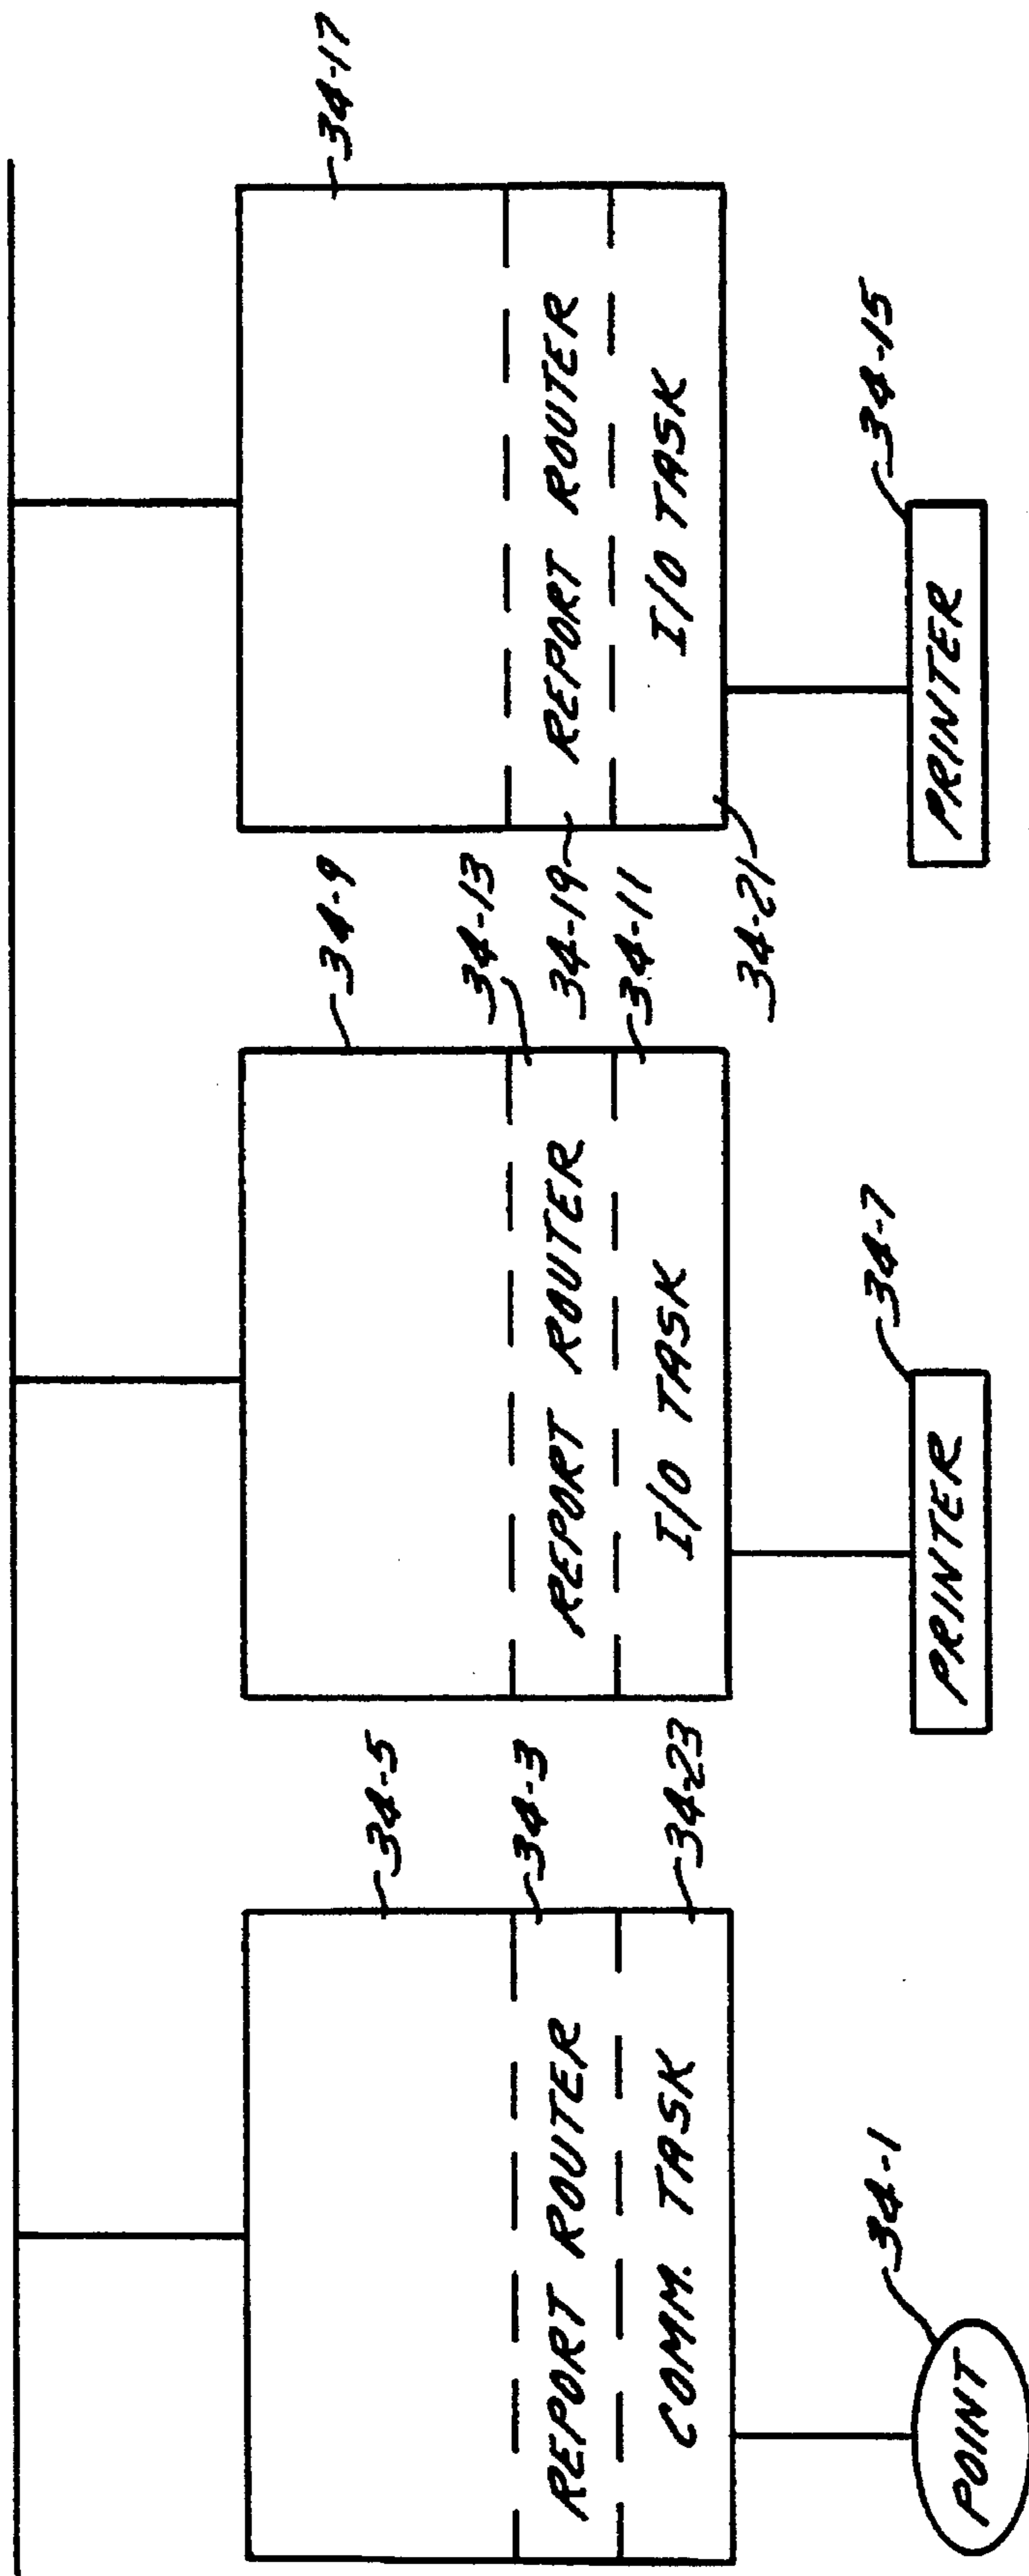 34-5
34-9
34-17
REPORT ROUTER
34-3
REPORT ROUTER
34-13
34-19
REPORT ROUTER
COMM. TASK
34-23
I/O TASK
34-11
I/O TASK
34-21
34-1
POINT
34-7
PRINTER
34-15
PRINTER